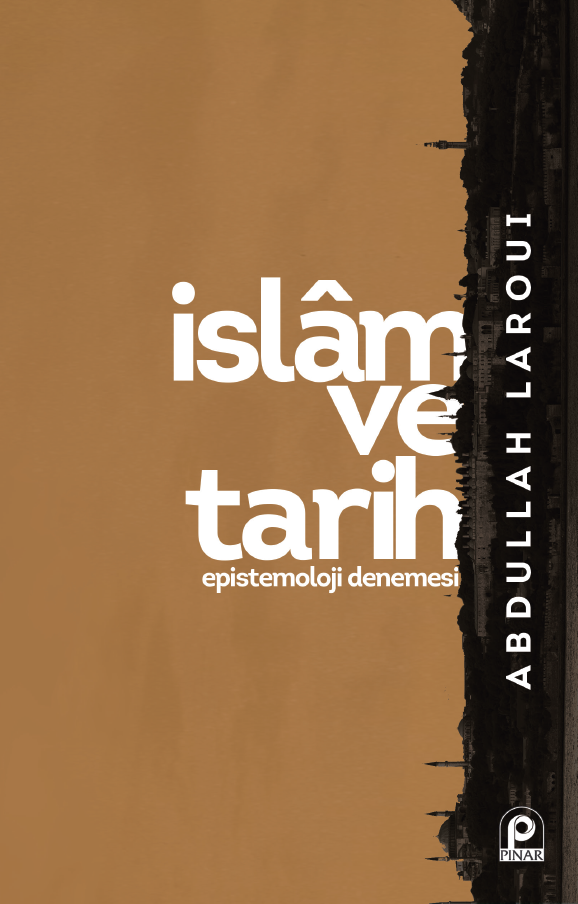 islâm
ve
tarih
epistemoloji denemesi
ABDULLAH LAROUI
PINAR